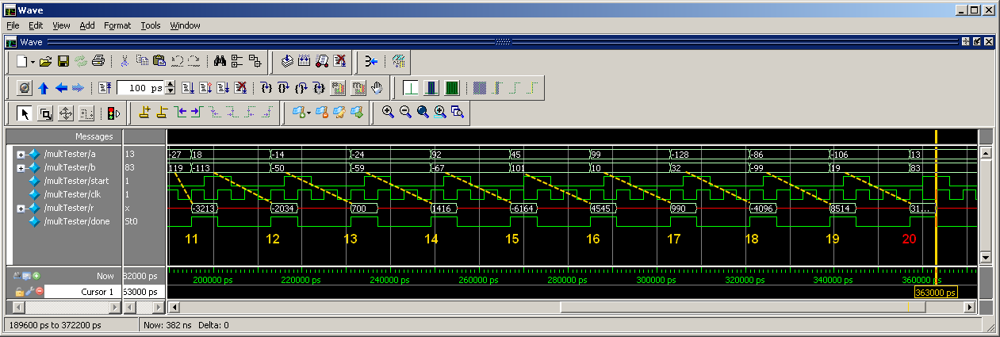 Wave
File Edit View Add Format Tools Window
Wave
100 ps
Messages
/multTester/a 13 -27 18 -14 -24 92 45 99 -128 -86 -106 13
/multTester/b 83 119 -113 -50 -59 -67 101 10 32 -99 19 83
/multTester/start 1
/multTester/clk 1
/multTester/r x -3213 -2034 700 1416 -6164 4545 990 -4096 8514 31...
/multTester/done St0
11 12 13 14 15 16 17 18 19 20
Now 82000 ps 200000 ps 220000 ps 240000 ps 260000 ps 280000 ps 300000 ps 320000 ps 340000 ps 360000 ps
Cursor 1 63000 ps 363000 ps
189600 ps to 372200 ps Now: 382 ns Delta: 0